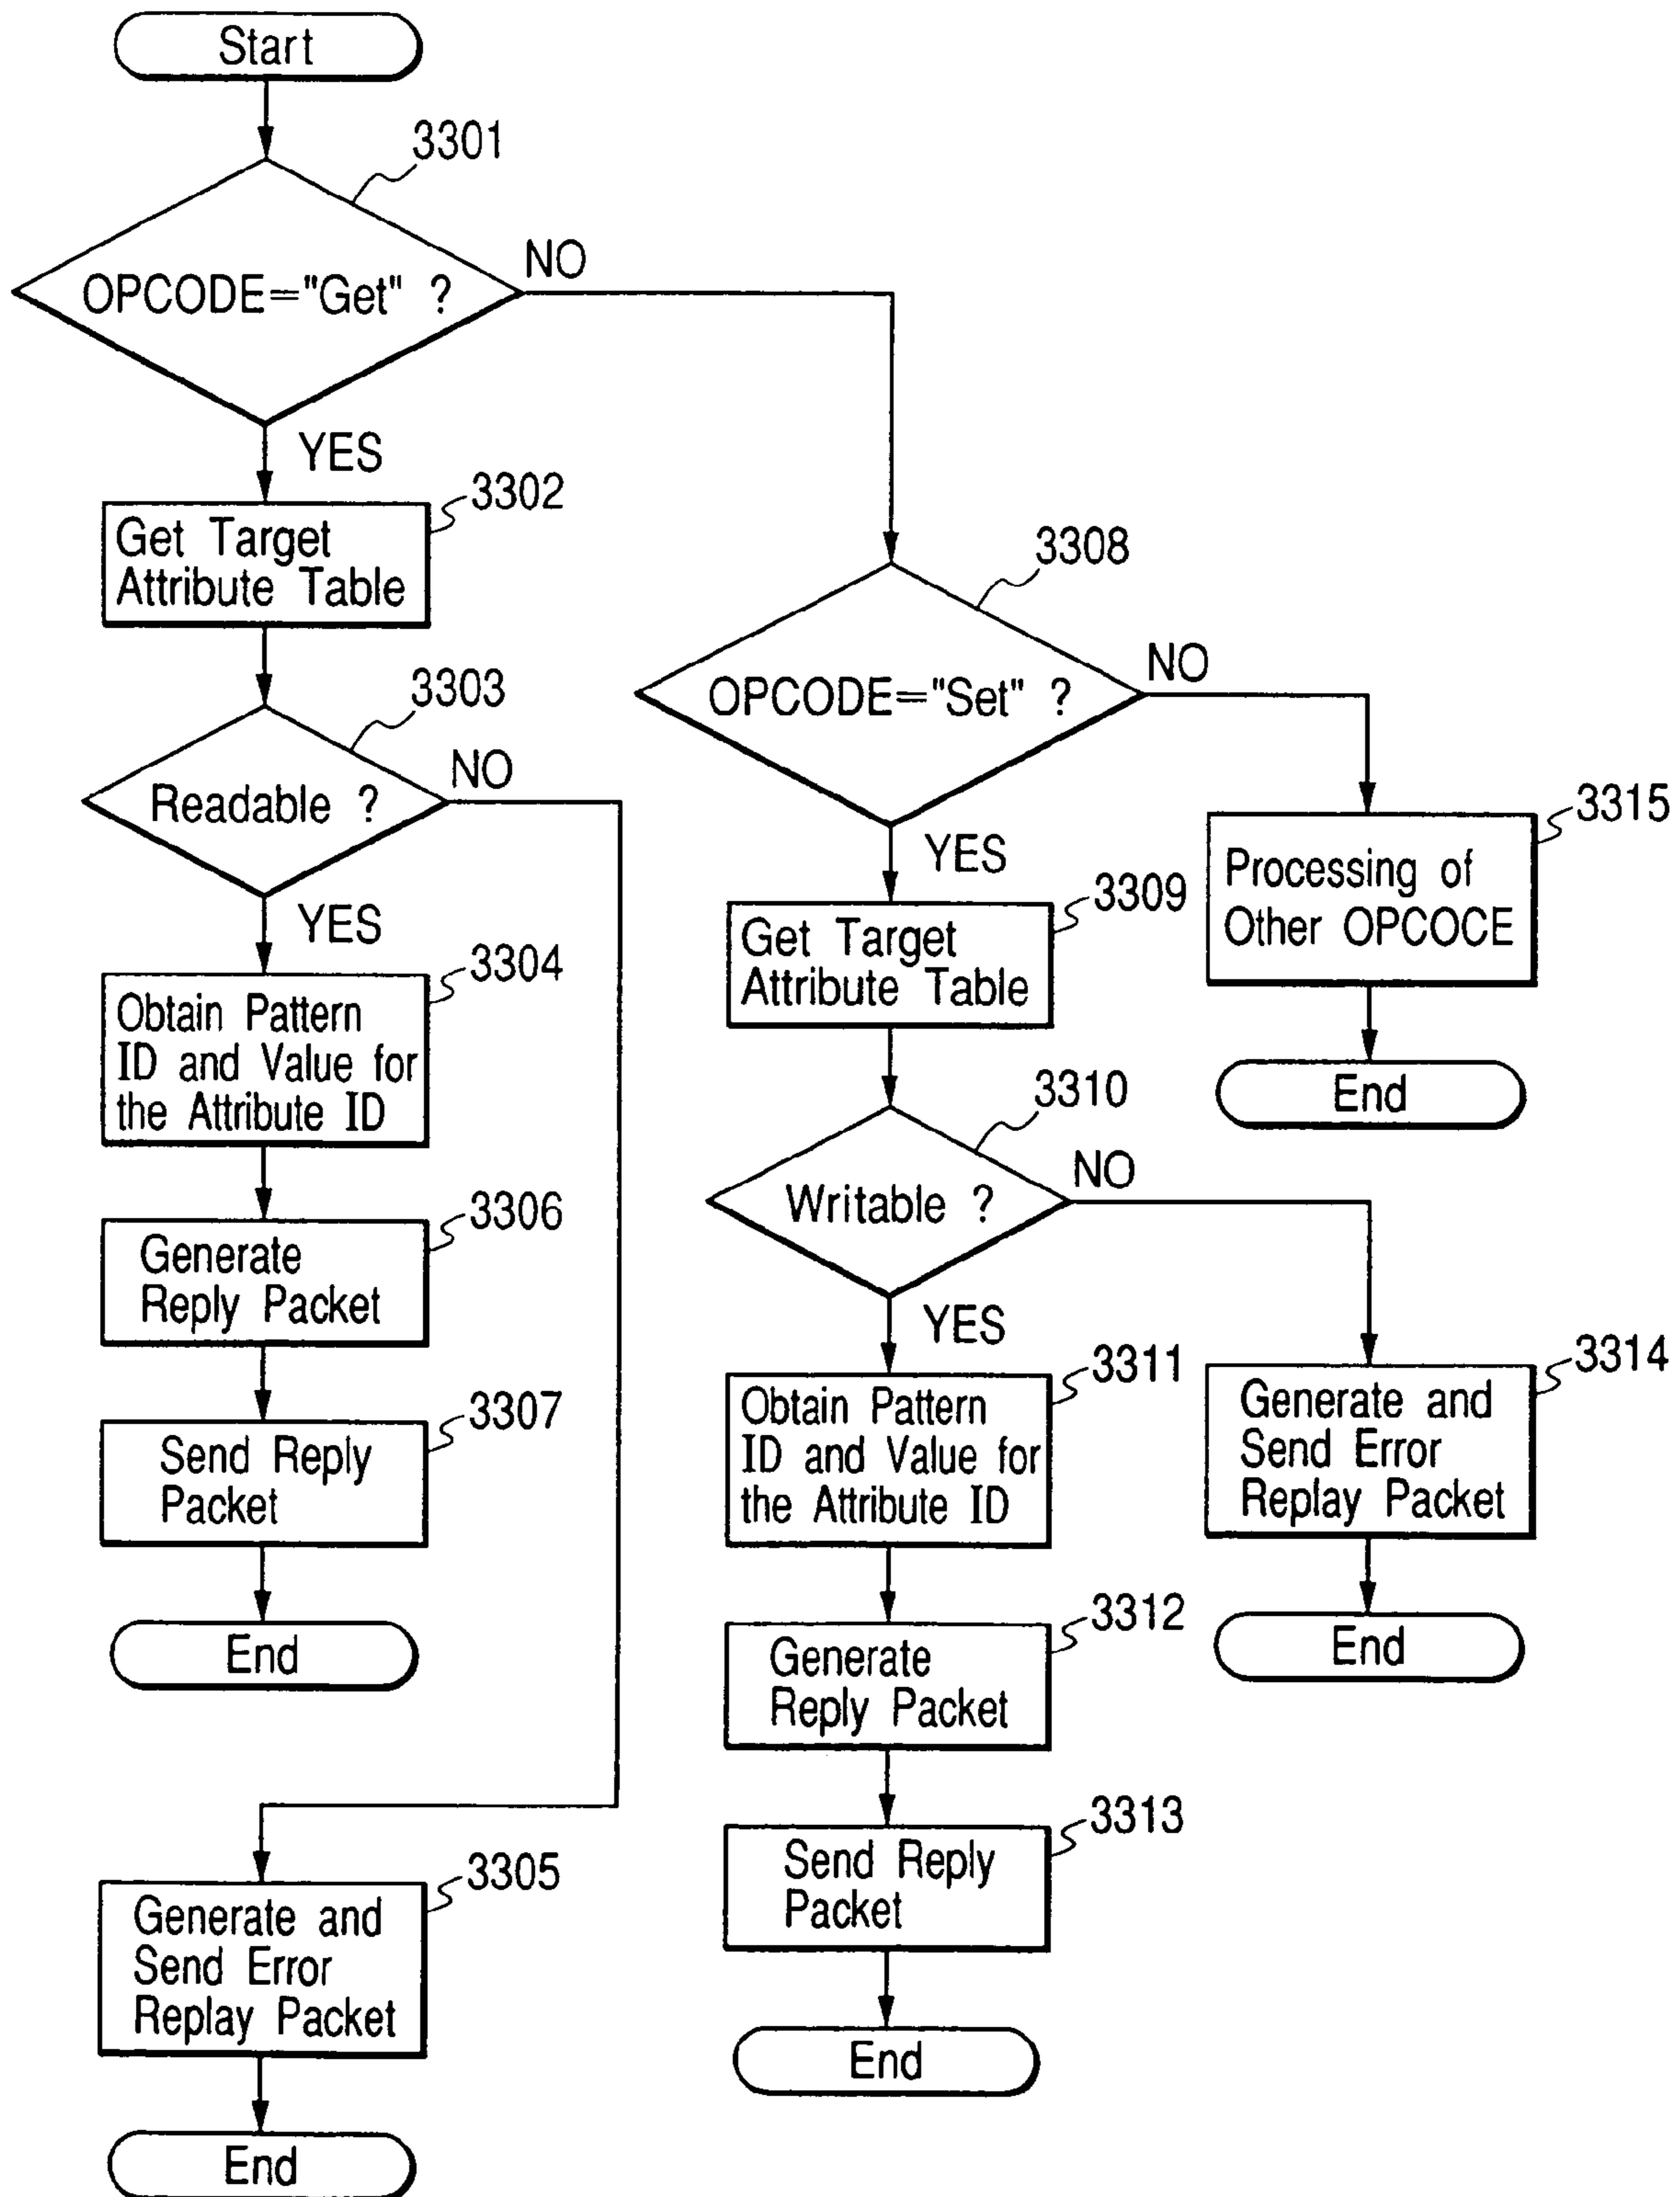 Start
3301
OPCODE="Get" ?
NO
YES
3302
Get Target
Attribute Table
3303
Readable ?
NO
YES
3304
Obtain Pattern
ID and Value for
the Attribute ID
3306
Generate
Reply Packet
3307
Send Reply
Packet
End
3305
Generate and
Send Error
Replay Packet
End
3308
OPCODE="Set" ?
NO
YES
3309
Get Target
Attribute Table
3310
Writable ?
NO
YES
3311
Obtain Pattern
ID and Value for
the Attribute ID
3312
Generate
Reply Packet
3313
Send Reply
Packet
End
3315
Processing of
Other OPCOCE
End
3314
Generate and
Send Error
Replay Packet
End